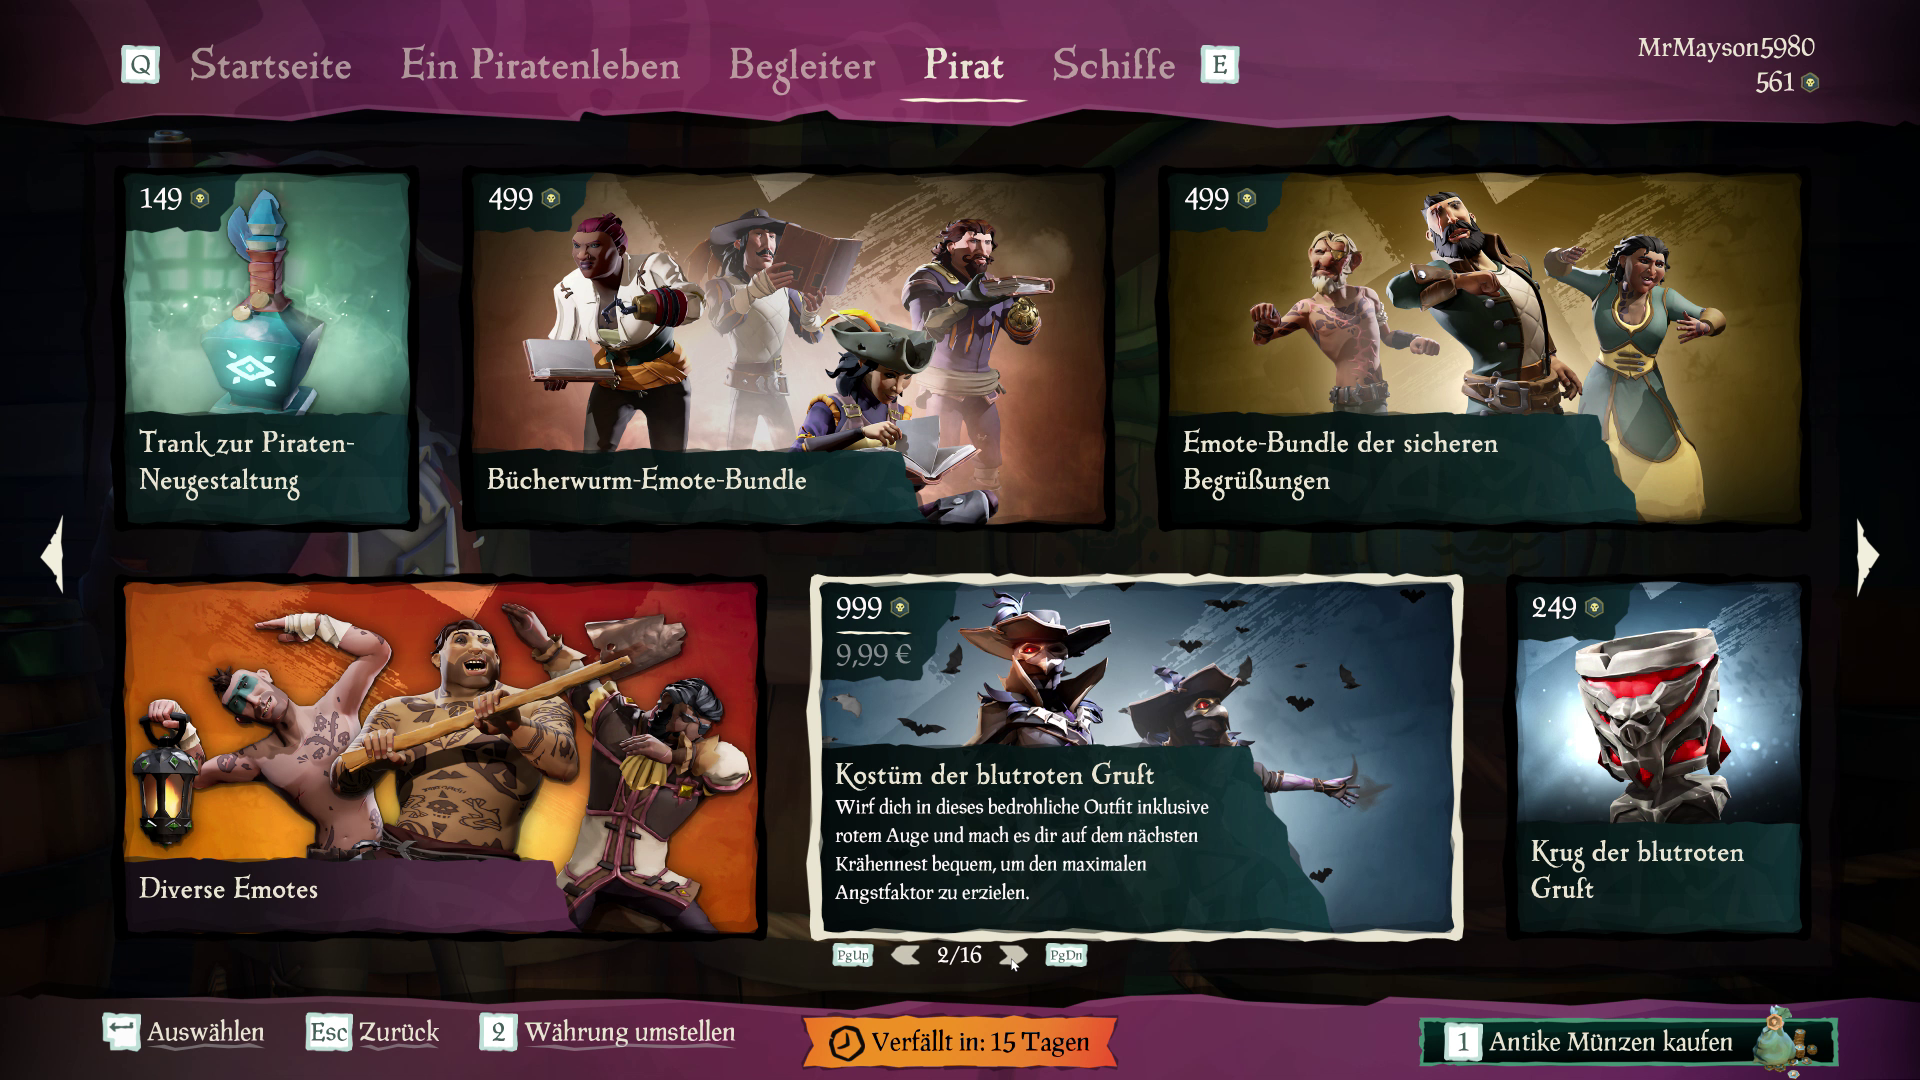 Q Startseite Ein Piratenleben Begleiter Pirat Schiffe E
MrMayson5980
561
149
Trank zur Piraten-
Neugestaltung
499
Bücherwurm-Emote-Bundle
499
Emote-Bundle der sicheren
Begrüßungen
Diverse Emotes
999
9,99 €
Kostüm der blutroten Gruft
Wirf dich in dieses bedrohliche Outfit inklusive
rotem Auge und mach es dir auf dem nächsten
Krähennest bequem, um den maximalen
Angstfaktor zu erzielen.
249
Krug der blutroten
Gruft
PgUp 2/16 PgDn
Auswählen Esc Zurück 2 Währung umstellen
Verfällt in: 15 Tagen
1 Antike Münzen kaufen